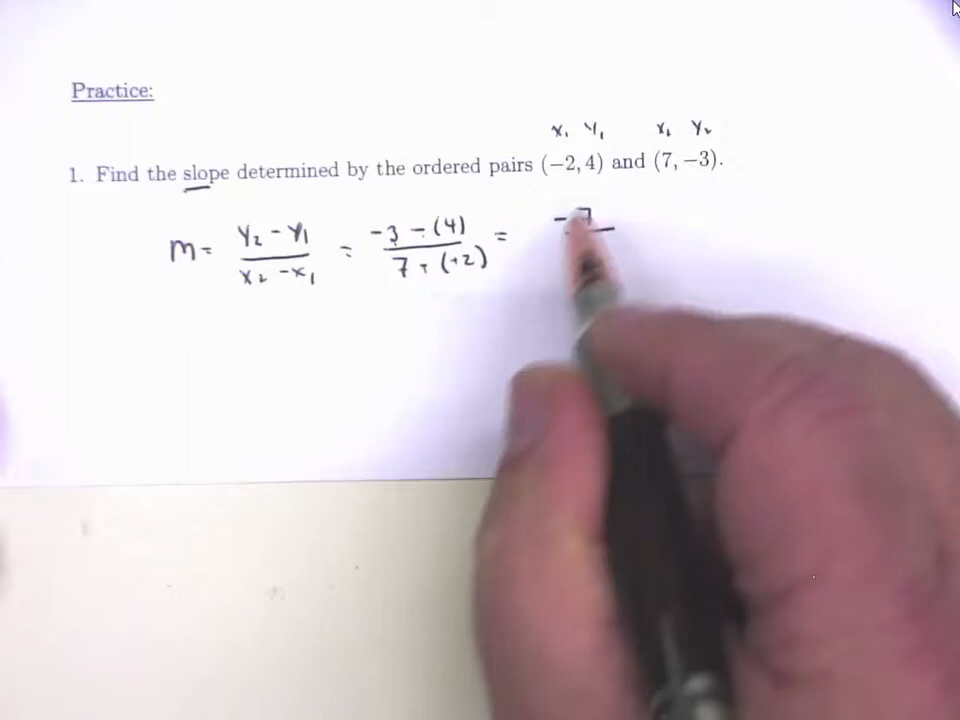 Practice:
x₁ y₁ x₂ y₂
1. Find the slope determined by the ordered pairs (−2, 4) and (7, −3).
m = y₂ - y₁ / x₂ - x₁ = -3 - (4) / 7 + (+2) = -7